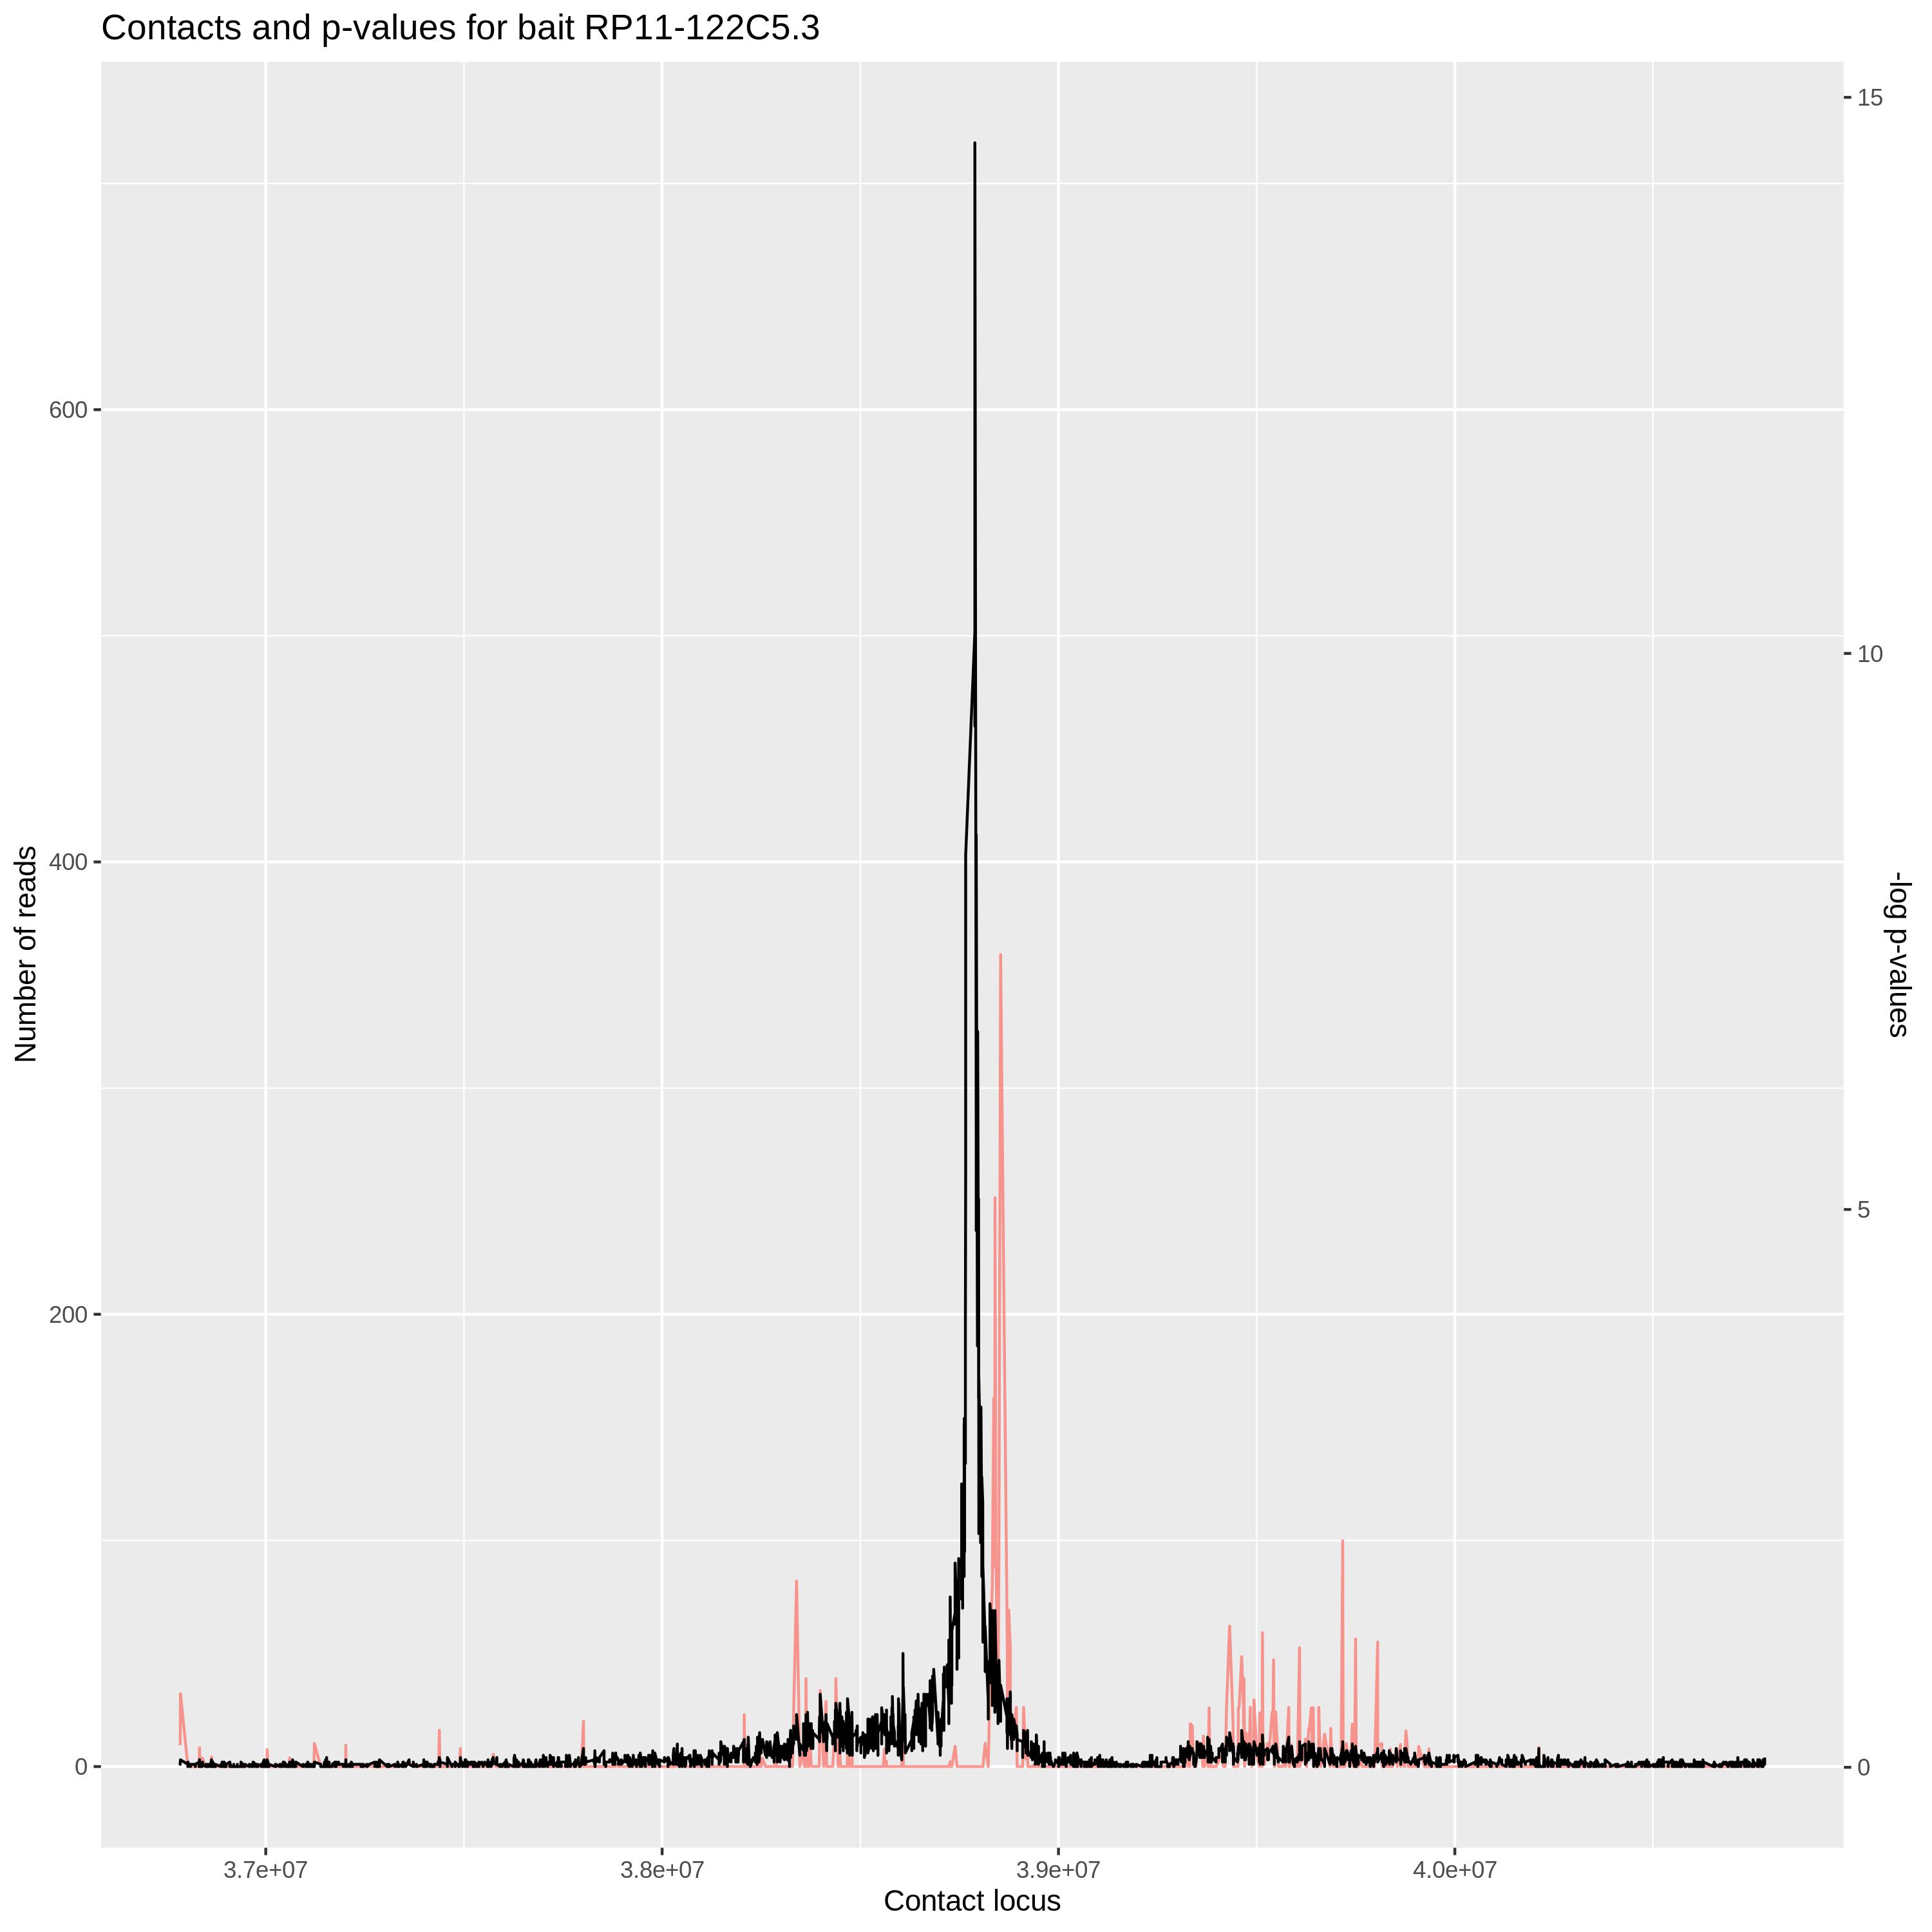 Contacts and p-values for bait RP11-122C5.3
15
600
10
400
Number of reads
-log p-values
5
200
0
0
3.7e+07
3.8e+07
3.9e+07
4.0e+07
Contact locus